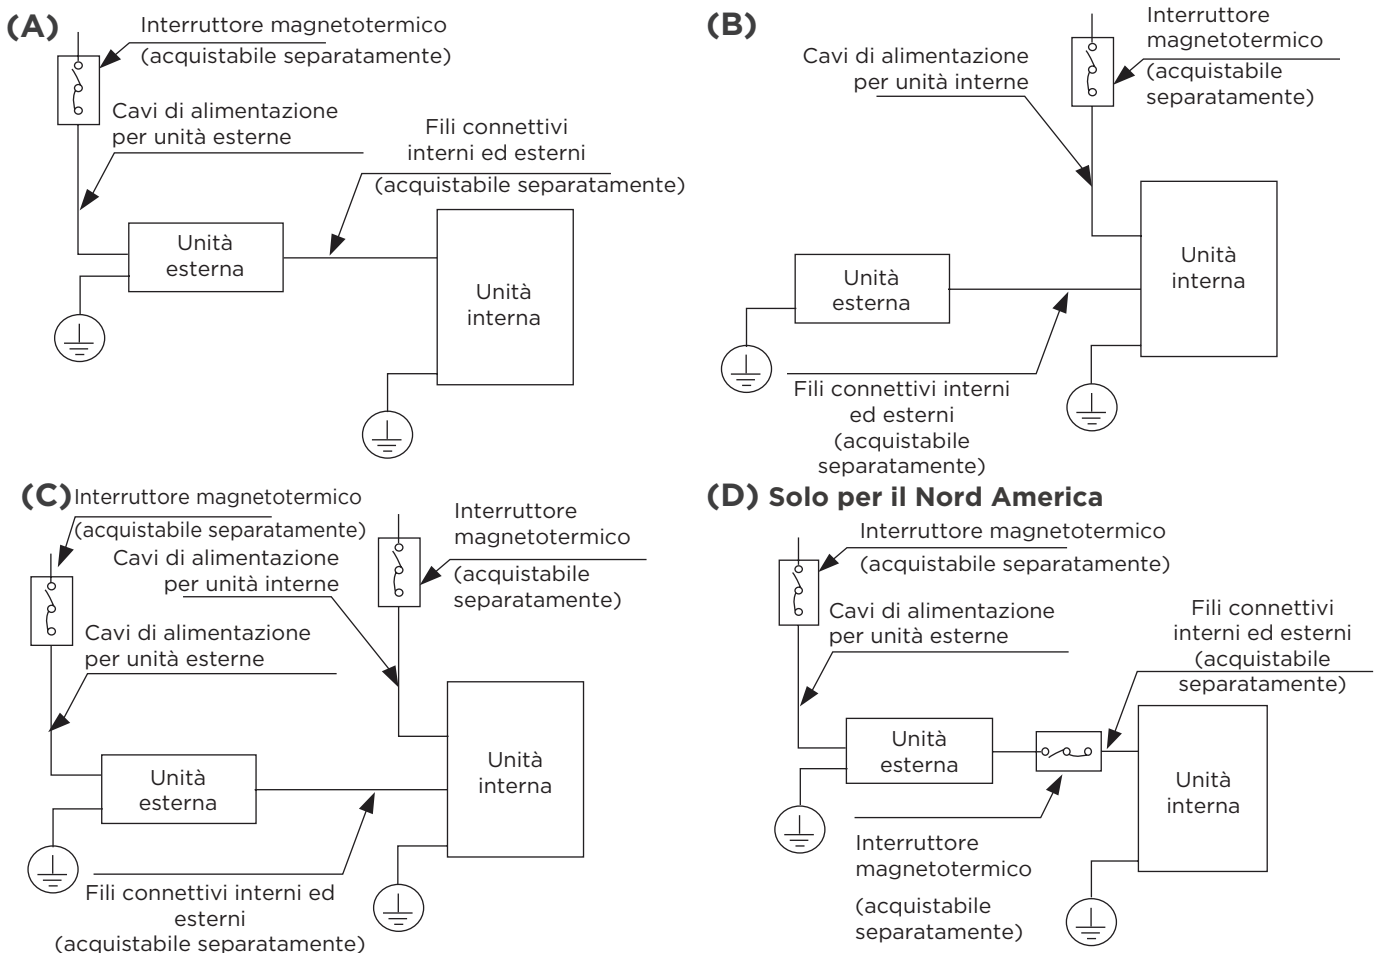 (A)
Interruttore magnetotermico
(acquistabile separatamente)
Cavi di alimentazione
per unità esterne
Fili connettivi
interni ed esterni
(acquistabile separatamente)
Unità
esterna
Unità
interna
(B)
Interruttore
magnetotermico
(acquistabile
separatamente)
Cavi di alimentazione
per unità interne
Unità
esterna
Unità
interna
Fili connettivi interni
ed esterni
(acquistabile
separatamente)
(C) Interruttore magnetotermico
(acquistabile separatamente)
Cavi di alimentazione
per unità interne
Interruttore
magnetotermico
(acquistabile
separatamente)
Cavi di alimentazione
per unità esterne
Unità
esterna
Unità
interna
Fili connettivi interni ed
esterni
(acquistabile separatamente)
(D) Solo per il Nord America
Interruttore magnetotermico
(acquistabile separatamente)
Cavi di alimentazione
per unità esterne
Fili connettivi
interni ed esterni
(acquistabile
separatamente)
Unità
esterna
Unità
interna
Interruttore
magnetotermico
(acquistabile
separatamente)